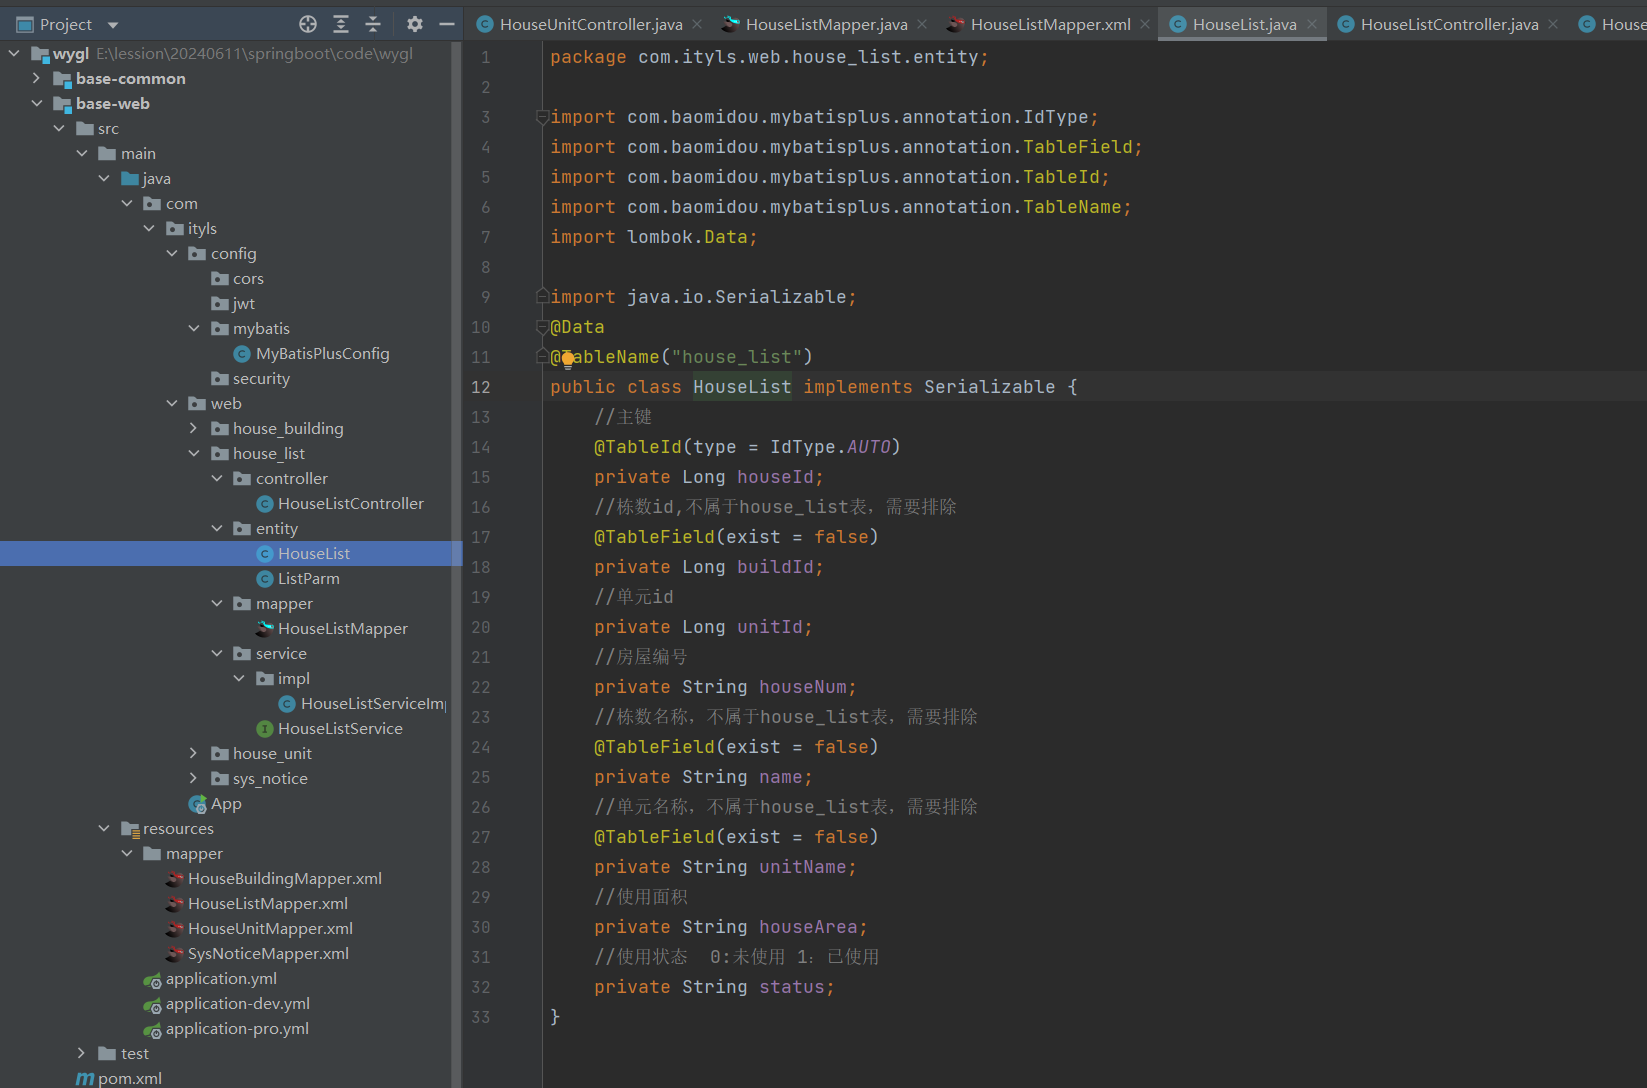 Project
wygl E:\lession\20240611\springboot\code\wygl
base-common
base-web
src
main
java
com
ityls
config
cors
jwt
mybatis
MyBatisPlusConfig
security
web
house_building
house_list
controller
HouseListController
entity
HouseList
ListParm
mapper
HouseListMapper
service
impl
HouseListServiceImp
HouseListService
house_unit
sys_notice
App
resources
mapper
HouseBuildingMapper.xml
HouseListMapper.xml
HouseUnitMapper.xml
SysNoticeMapper.xml
application.yml
application-dev.yml
application-pro.yml
test
pom.xml
HouseUnitController.java HouseListMapper.java HouseListMapper.xml HouseList.java HouseListController.java House
1 package com.ityls.web.house_list.entity;
2
3 import com.baomidou.mybatisplus.annotation.IdType;
4 import com.baomidou.mybatisplus.annotation.TableField;
5 import com.baomidou.mybatisplus.annotation.TableId;
6 import com.baomidou.mybatisplus.annotation.TableName;
7 import lombok.Data;
8
9 import java.io.Serializable;
10 @Data
11 @TableName("house_list")
12 public class HouseList implements Serializable {
13 //主键
14 @TableId(type = IdType.AUTO)
15 private Long houseId;
16 //栋数id,不属于house_list表，需要排除
17 @TableField(exist = false)
18 private Long buildId;
19 //单元id
20 private Long unitId;
21 //房屋编号
22 private String houseNum;
23 //栋数名称，不属于house_list表，需要排除
24 @TableField(exist = false)
25 private String name;
26 //单元名称，不属于house_list表，需要排除
27 @TableField(exist = false)
28 private String unitName;
29 //使用面积
30 private String houseArea;
31 //使用状态 0:未使用 1：已使用
32 private String status;
33 }